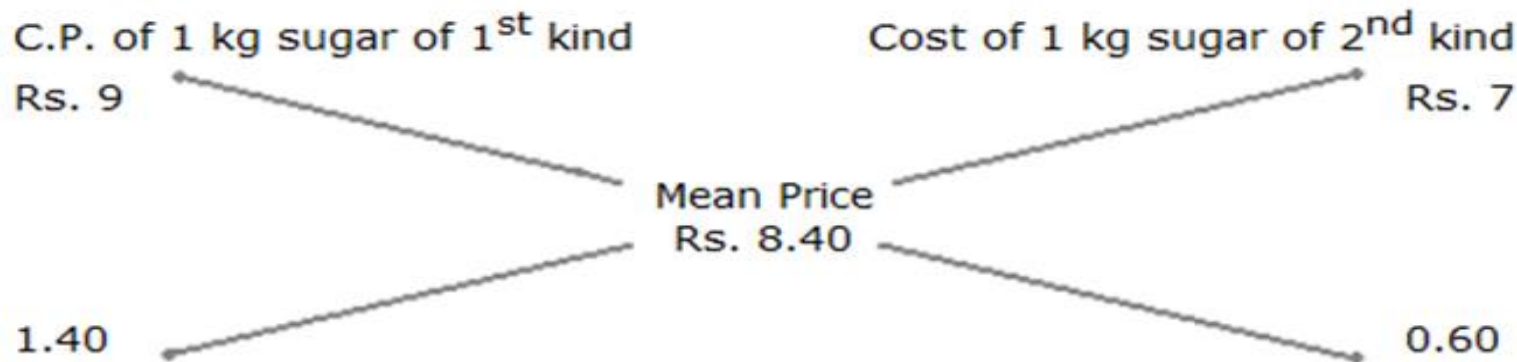 C.P. of 1 kg sugar of 1st kind
Cost of 1 kg sugar of 2nd kind
Rs. 9
Rs. 7
Mean Price
Rs. 8.40
1.40
0.60